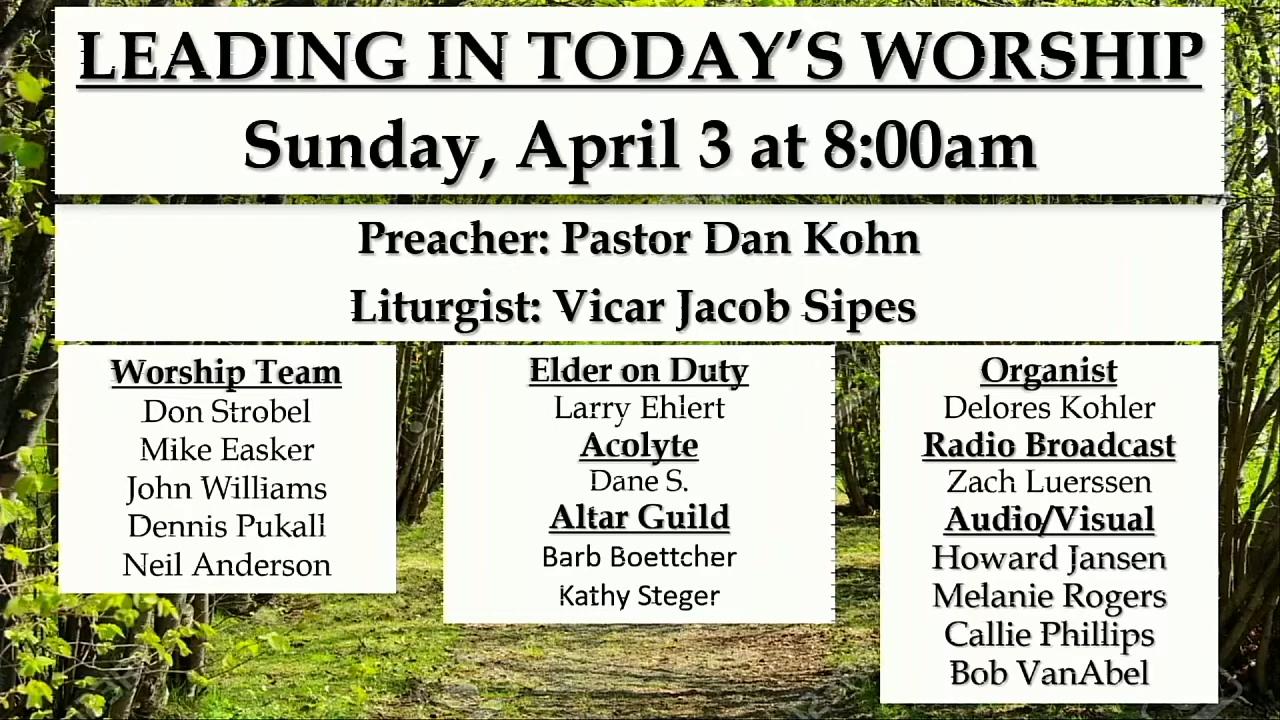 LEADING IN TODAY’S WORSHIP
Sunday, April 3 at 8:00am
Preacher: Pastor Dan Kohn
Liturgist: Vicar Jacob Sipes
Worship Team
Don Strobel
Mike Easker
John Williams
Dennis Pukall
Neil Anderson
Elder on Duty
Larry Ehlert
Acolyte
Dane S.
Altar Guild
Barb Boettcher
Kathy Steger
Organist
Delores Kohler
Radio Broadcast
Zach Luerssen
Audio/Visual
Howard Jansen
Melanie Rogers
Callie Phillips
Bob VanAbel